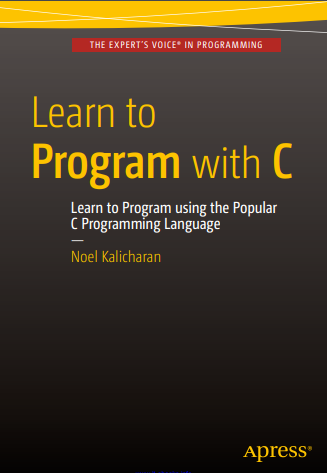 THE EXPERT'S VOICE® IN PROGRAMMING
Learn to
Program with C
Learn to Program using the Popular
C Programming Language
Noel Kalicharan
Apress®